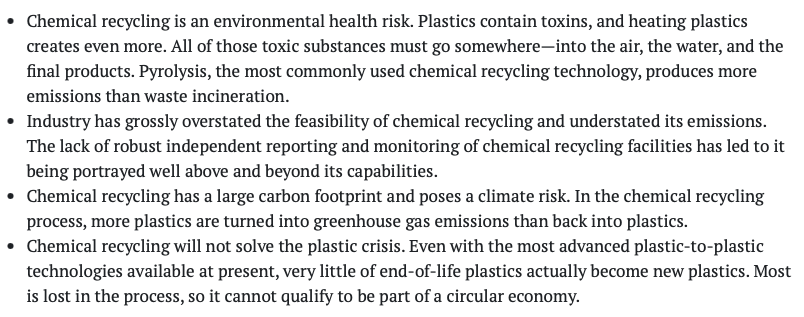 • Chemical recycling is an environmental health risk. Plastics contain toxins, and heating plastics
creates even more. All of those toxic substances must go somewhere—into the air, the water, and the
final products. Pyrolysis, the most commonly used chemical recycling technology, produces more
emissions than waste incineration.
• Industry has grossly overstated the feasibility of chemical recycling and understated its emissions.
The lack of robust independent reporting and monitoring of chemical recycling facilities has led to it
being portrayed well above and beyond its capabilities.
• Chemical recycling has a large carbon footprint and poses a climate risk. In the chemical recycling
process, more plastics are turned into greenhouse gas emissions than back into plastics.
• Chemical recycling will not solve the plastic crisis. Even with the most advanced plastic-to-plastic
technologies available at present, very little of end-of-life plastics actually become new plastics. Most
is lost in the process, so it cannot qualify to be part of a circular economy.